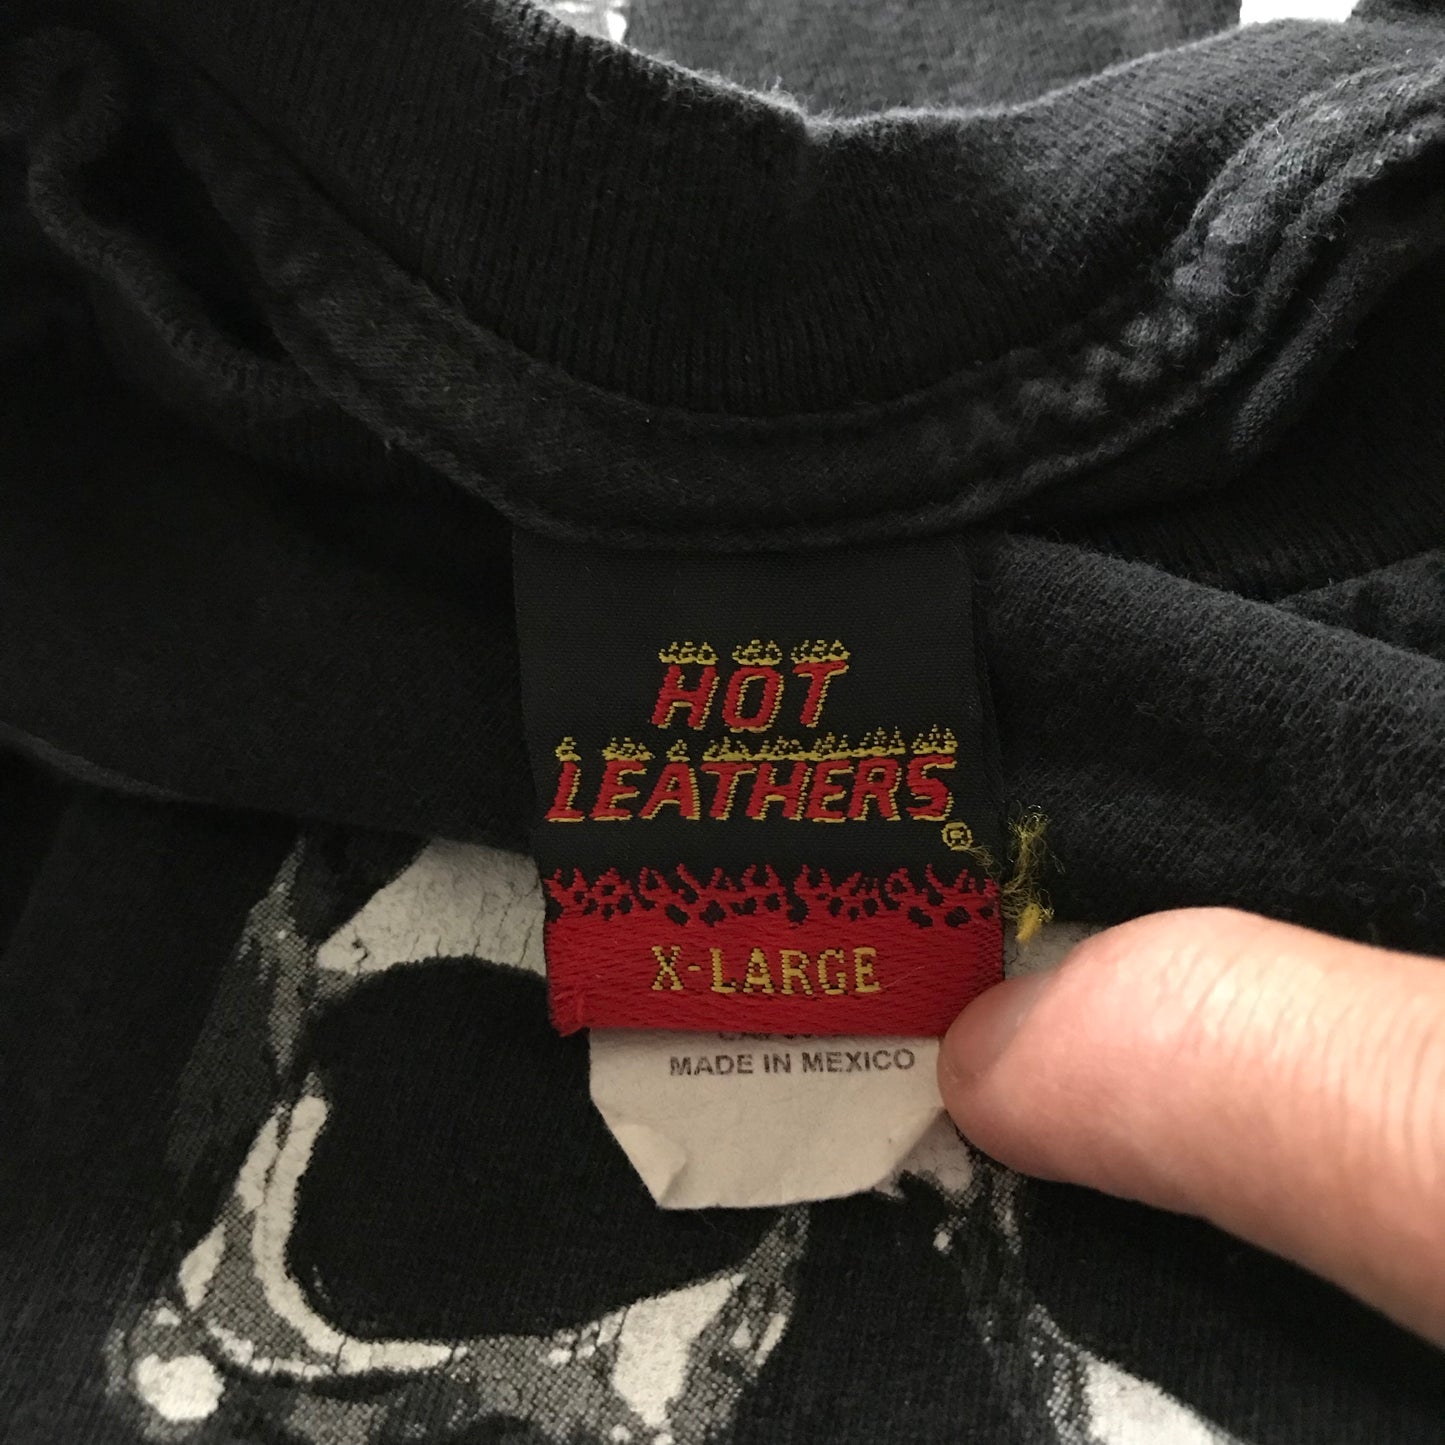 HOT
LEATHERS®
X-LARGE
MADE IN MEXICO